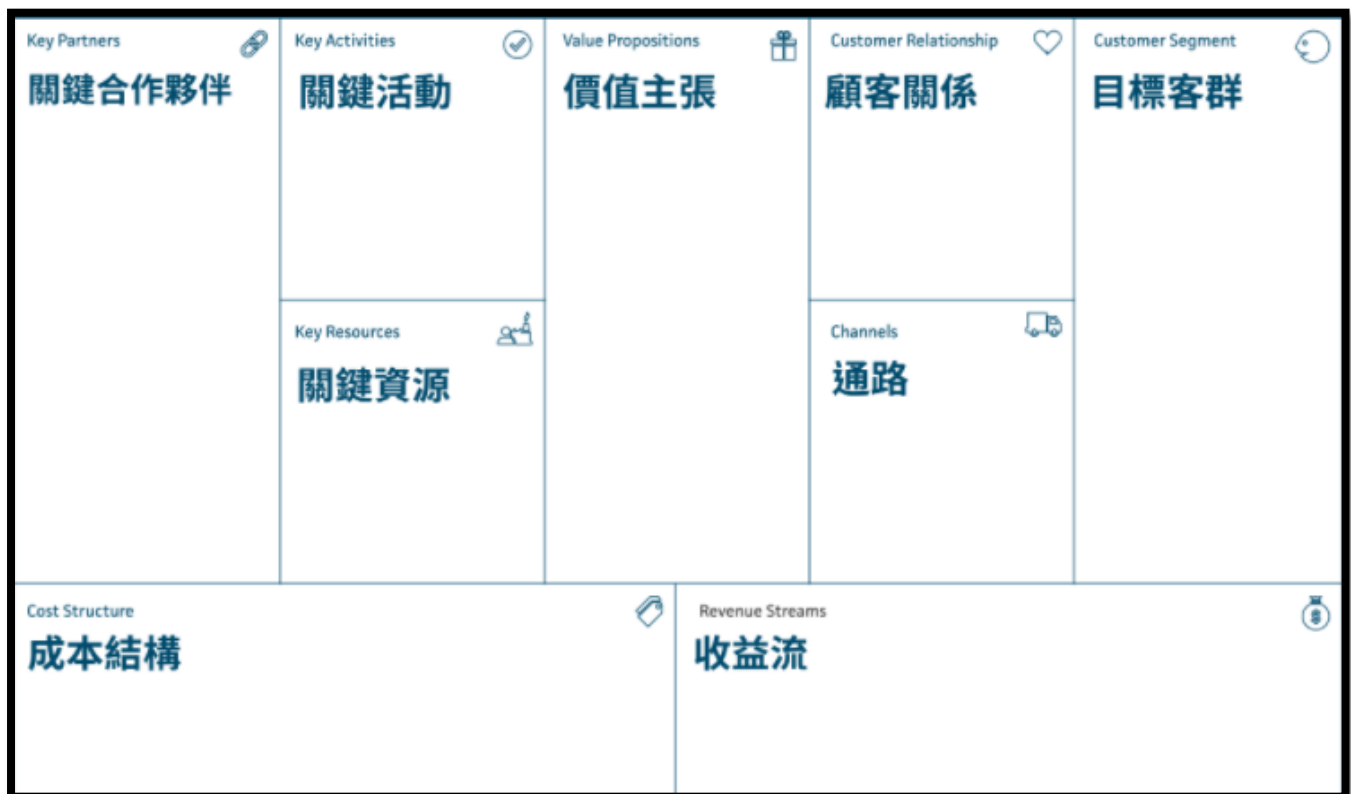 Key Partners
關鍵合作夥伴
Key Activities
關鍵活動
Key Resources
關鍵資源
Value Propositions
價值主張
Customer Relationship
顧客關係
Channels
通路
Customer Segment
目標客群
Cost Structure
成本結構
Revenue Streams
收益流